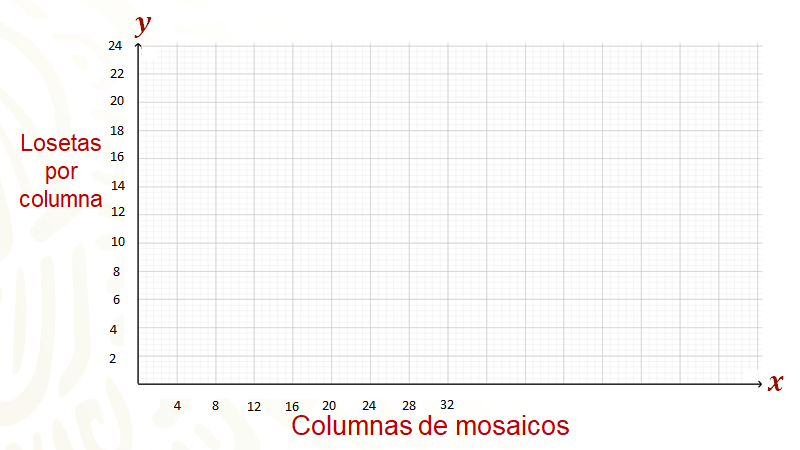 y
24
22
20
18
16
14
12
10
8
6
4
2
Losetas
por
columna
x
4 8 12 16 20 24 28 32
Columnas de mosaicos